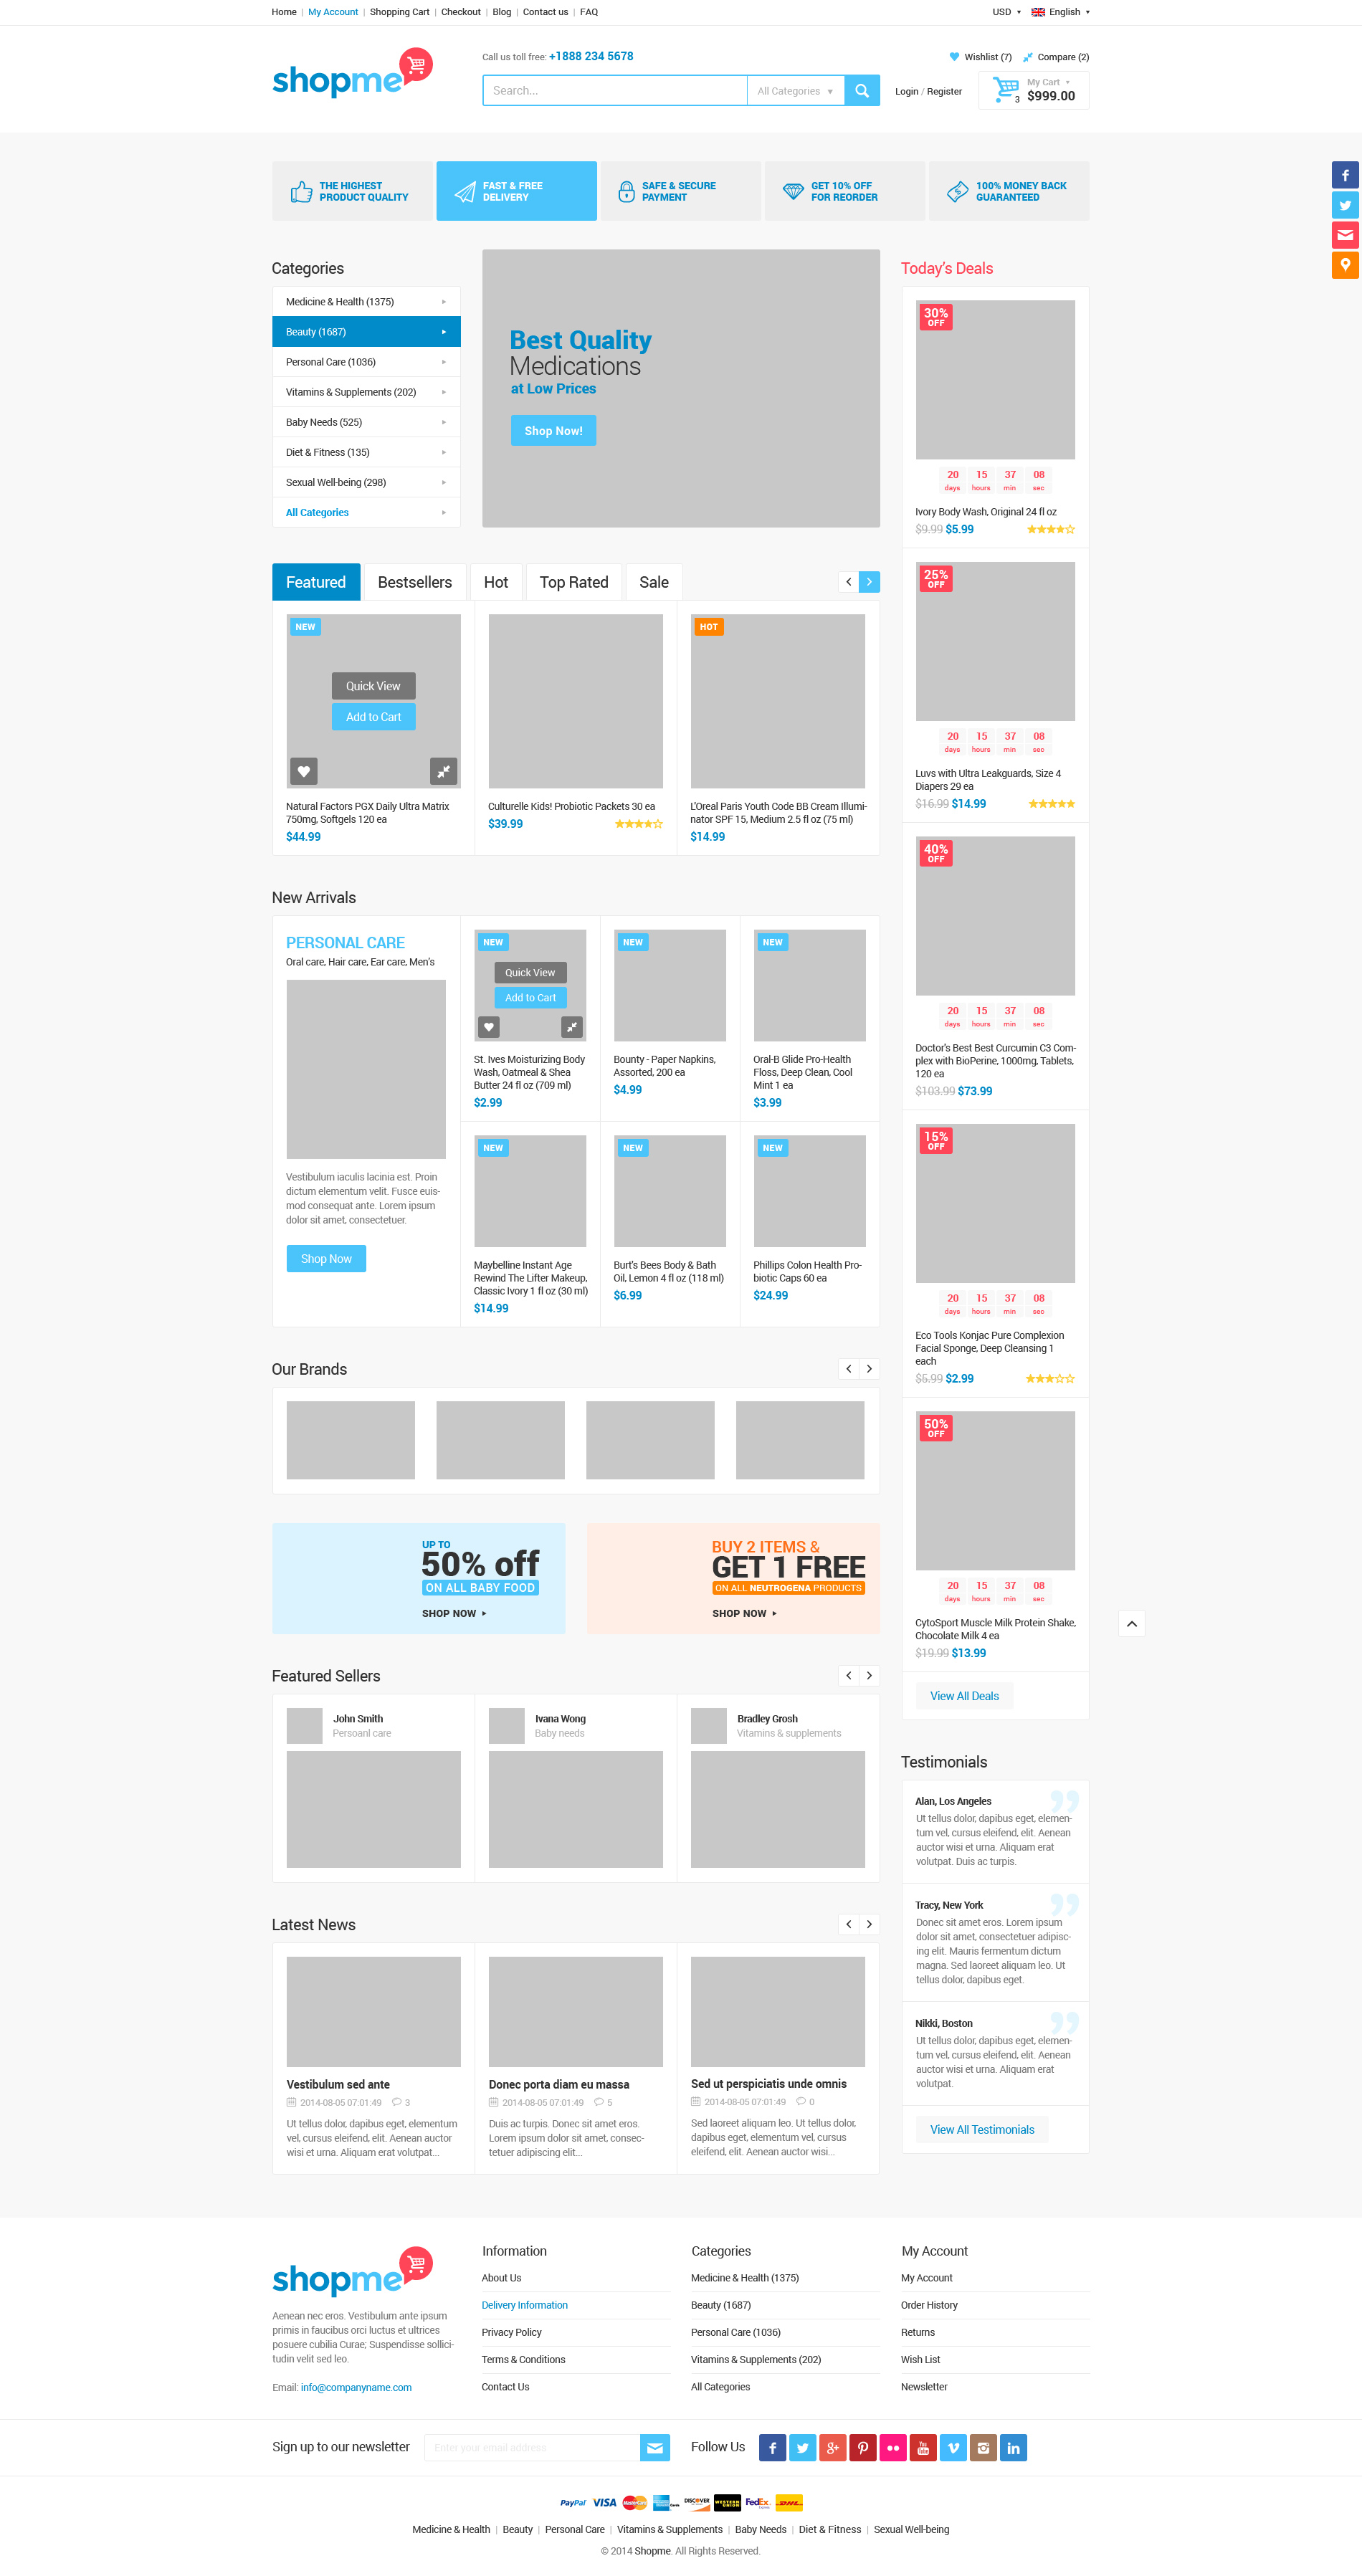 Home | My Account | Shopping Cart | Checkout | Blog | Contact us | FAQ
USD English
shopme
Call us toll free: +1888 234 5678
Wishlist (7) Compare (2)
Search...
All Categories
Login / Register
My Cart
3 $999.00
THE HIGHEST
PRODUCT QUALITY
FAST & FREE
DELIVERY
SAFE & SECURE
PAYMENT
GET 10% OFF
FOR REORDER
100% MONEY BACK
GUARANTEED
Categories
Medicine & Health (1375)
Beauty (1687)
Personal Care (1036)
Vitamins & Supplements (202)
Baby Needs (525)
Diet & Fitness (135)
Sexual Well-being (298)
All Categories
Best Quality
Medications
at Low Prices
Shop Now!
Featured
Bestsellers
Hot
Top Rated
Sale
NEW
Quick View
Add to Cart
Natural Factors PGX Daily Ultra Matrix
750mg, Softgels 120 ea
$44.99
Culturelle Kids! Probiotic Packets 30 ea
$39.99
HOT
L'Oreal Paris Youth Code BB Cream Illumi-
nator SPF 15, Medium 2.5 fl oz (75 ml)
$14.99
New Arrivals
PERSONAL CARE
Oral care, Hair care, Ear care, Men's
Vestibulum iaculis lacinia est. Proin
dictum elementum velit. Fusce euis-
mod consequat ante. Lorem ipsum
dolor sit amet, consectetuer.
Shop Now
NEW
Quick View
Add to Cart
St. Ives Moisturizing Body
Wash, Oatmeal & Shea
Butter 24 fl oz (709 ml)
$2.99
NEW
Bounty - Paper Napkins,
Assorted, 200 ea
$4.99
NEW
Oral-B Glide Pro-Health
Floss, Deep Clean, Cool
Mint 1 ea
$3.99
NEW
Maybelline Instant Age
Rewind The Lifter Makeup,
Classic Ivory 1 fl oz (30 ml)
$14.99
NEW
Burt's Bees Body & Bath
Oil, Lemon 4 fl oz (118 ml)
$6.99
NEW
Phillips Colon Health Pro-
biotic Caps 60 ea
$24.99
Our Brands
UP TO
50% off
ON ALL BABY FOOD
SHOP NOW
BUY 2 ITEMS &
GET 1 FREE
ON ALL NEUTROGENA PRODUCTS
SHOP NOW
Featured Sellers
John Smith
Persoanl care
Ivana Wong
Baby needs
Bradley Grosh
Vitamins & supplements
Latest News
Vestibulum sed ante
2014-08-05 07:01:49 3
Ut tellus dolor, dapibus eget, elementum
vel, cursus eleifend, elit. Aenean auctor
wisi et urna. Aliquam erat volutpat...
Donec porta diam eu massa
2014-08-05 07:01:49 5
Duis ac turpis. Donec sit amet eros.
Lorem ipsum dolor sit amet, consec-
tetuer adipiscing elit...
Sed ut perspiciatis unde omnis
2014-08-05 07:01:49 0
Sed laoreet aliquam leo. Ut tellus dolor,
dapibus eget, elementum vel, cursus
eleifend, elit. Aenean auctor wisi...
Today's Deals
30%
OFF
20 15 37 08
days hours min sec
Ivory Body Wash, Original 24 fl oz
$9.99 $5.99
25%
OFF
20 15 37 08
days hours min sec
Luvs with Ultra Leakguards, Size 4
Diapers 29 ea
$16.99 $14.99
40%
OFF
20 15 37 08
days hours min sec
Doctor's Best Best Curcumin C3 Com-
plex with BioPerine, 1000mg, Tablets,
120 ea
$103.99 $73.99
15%
OFF
20 15 37 08
days hours min sec
Eco Tools Konjac Pure Complexion
Facial Sponge, Deep Cleansing 1
each
$5.99 $2.99
50%
OFF
20 15 37 08
days hours min sec
CytoSport Muscle Milk Protein Shake,
Chocolate Milk 4 ea
$19.99 $13.99
View All Deals
Testimonials
Alan, Los Angeles
Ut tellus dolor, dapibus eget, elemen-
tum vel, cursus eleifend, elit. Aenean
auctor wisi et urna. Aliquam erat
volutpat. Duis ac turpis.
Tracy, New York
Donec sit amet eros. Lorem ipsum
dolor sit amet, consectetuer adipisc-
ing elit. Mauris fermentum dictum
magna. Sed laoreet aliquam leo. Ut
tellus dolor, dapibus eget.
Nikki, Boston
Ut tellus dolor, dapibus eget, elemen-
tum vel, cursus eleifend, elit. Aenean
auctor wisi et urna. Aliquam erat
volutpat.
View All Testimonials
shopme
Aenean nec eros. Vestibulum ante ipsum
primis in faucibus orci luctus et ultrices
posuere cubilia Curae; Suspendisse sollici-
tudin velit sed leo.
Email: info@companyname.com
Information
About Us
Delivery Information
Privacy Policy
Terms & Conditions
Contact Us
Categories
Medicine & Health (1375)
Beauty (1687)
Personal Care (1036)
Vitamins & Supplements (202)
All Categories
My Account
My Account
Order History
Returns
Wish List
Newsletter
Sign up to our newsletter
Enter your email address
Follow Us
PayPal VISA MasterCard DISCOVER WESTERN UNION FedEx DHL
Medicine & Health | Beauty | Personal Care | Vitamins & Supplements | Baby Needs | Diet & Fitness | Sexual Well-being
© 2014 Shopme. All Rights Reserved.